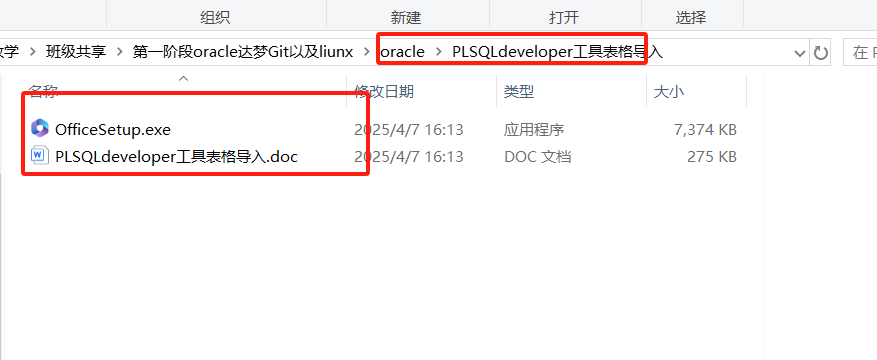 组织 新建 打开 选择
教学 > 班级共享 > 第一阶段oracle达梦Git以及liunx > oracle > PLSQLdeveloper工具表格导入 在 P
名称 修改日期 类型 大小
OfficeSetup.exe 2025/4/7 16:13 应用程序 7,374 KB
PLSQLdeveloper工具表格导入.doc 2025/4/7 16:13 DOC 文档 275 KB